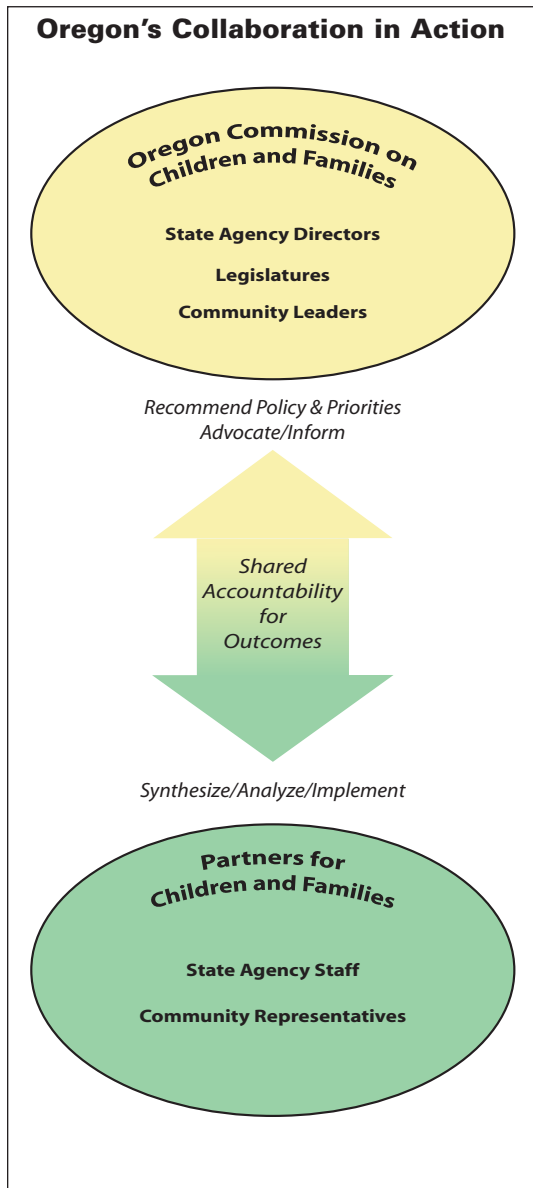 Oregon's Collaboration in Action
Oregon Commission on
Children and Families
State Agency Directors
Legislatures
Community Leaders
Recommend Policy & Priorities
Advocate/Inform
Shared
Accountability
for
Outcomes
Synthesize/Analyze/Implement
Partners for
Children and Families
State Agency Staff
Community Representatives